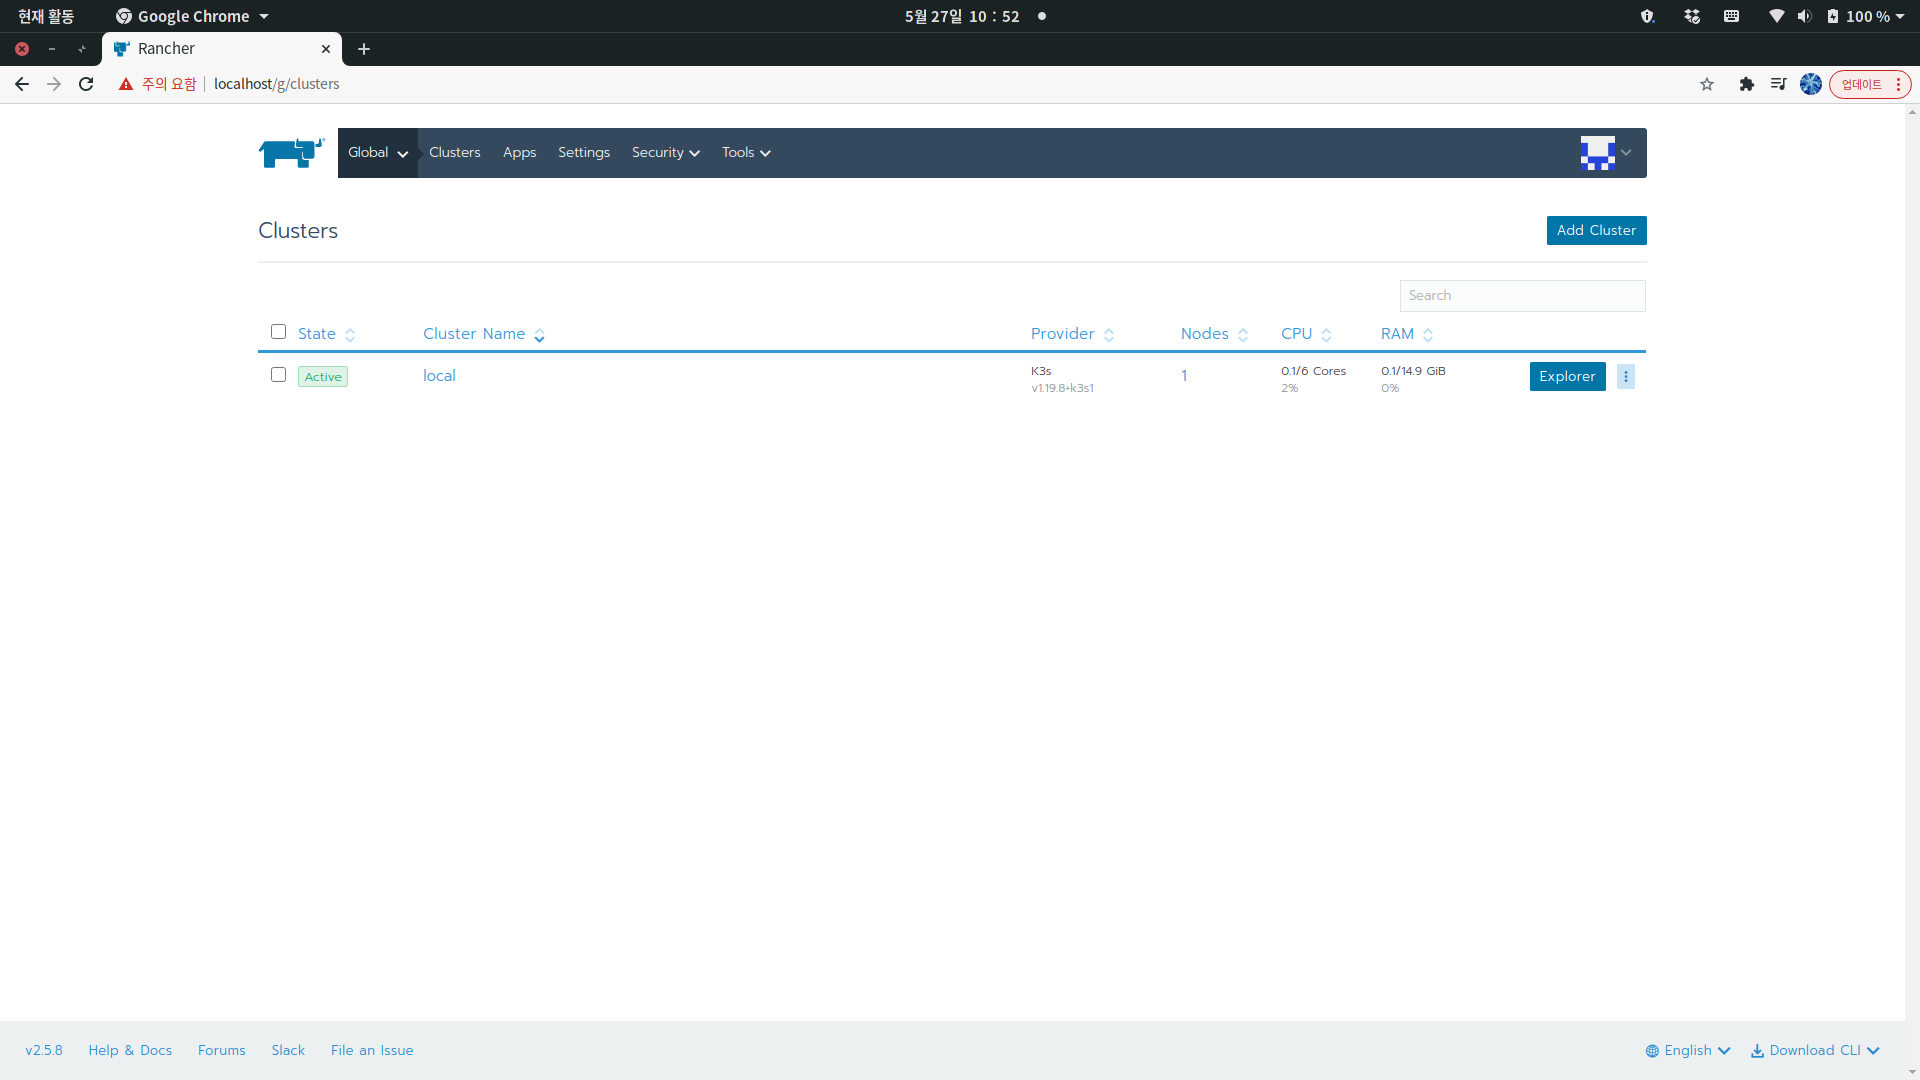 현재 활동 Google Chrome 5월 27일 10 : 52 100 %
Rancher
주의 요함 localhost/g/clusters 업데이트
Global Clusters Apps Settings Security Tools
Clusters Add Cluster
Search
State Cluster Name Provider Nodes CPU RAM
Active local K3s 1 0.1/6 Cores 0.1/14.9 GiB Explorer
v1.19.8+k3s1 2% 0%
v2.5.8 Help & Docs Forums Slack File an Issue English Download CLI